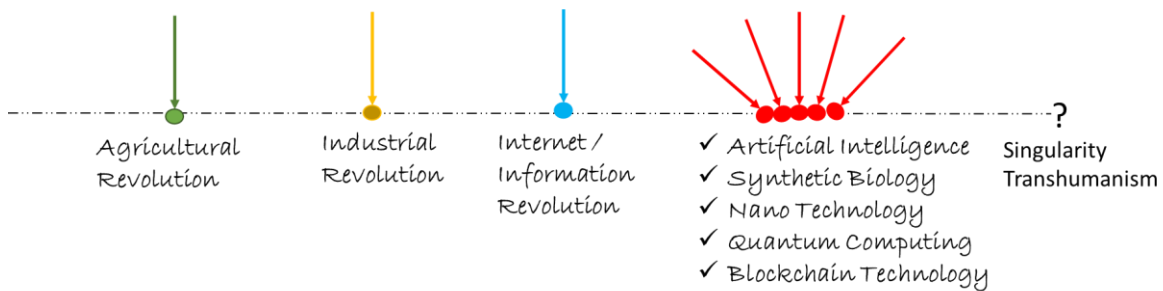 Agricultural
Revolution
Industrial
Revolution
Internet /
Information
Revolution
✓ Artificial Intelligence
✓ Synthetic Biology
✓ Nano Technology
✓ Quantum Computing
✓ Blockchain Technology
?
Singularity
Transhumanism